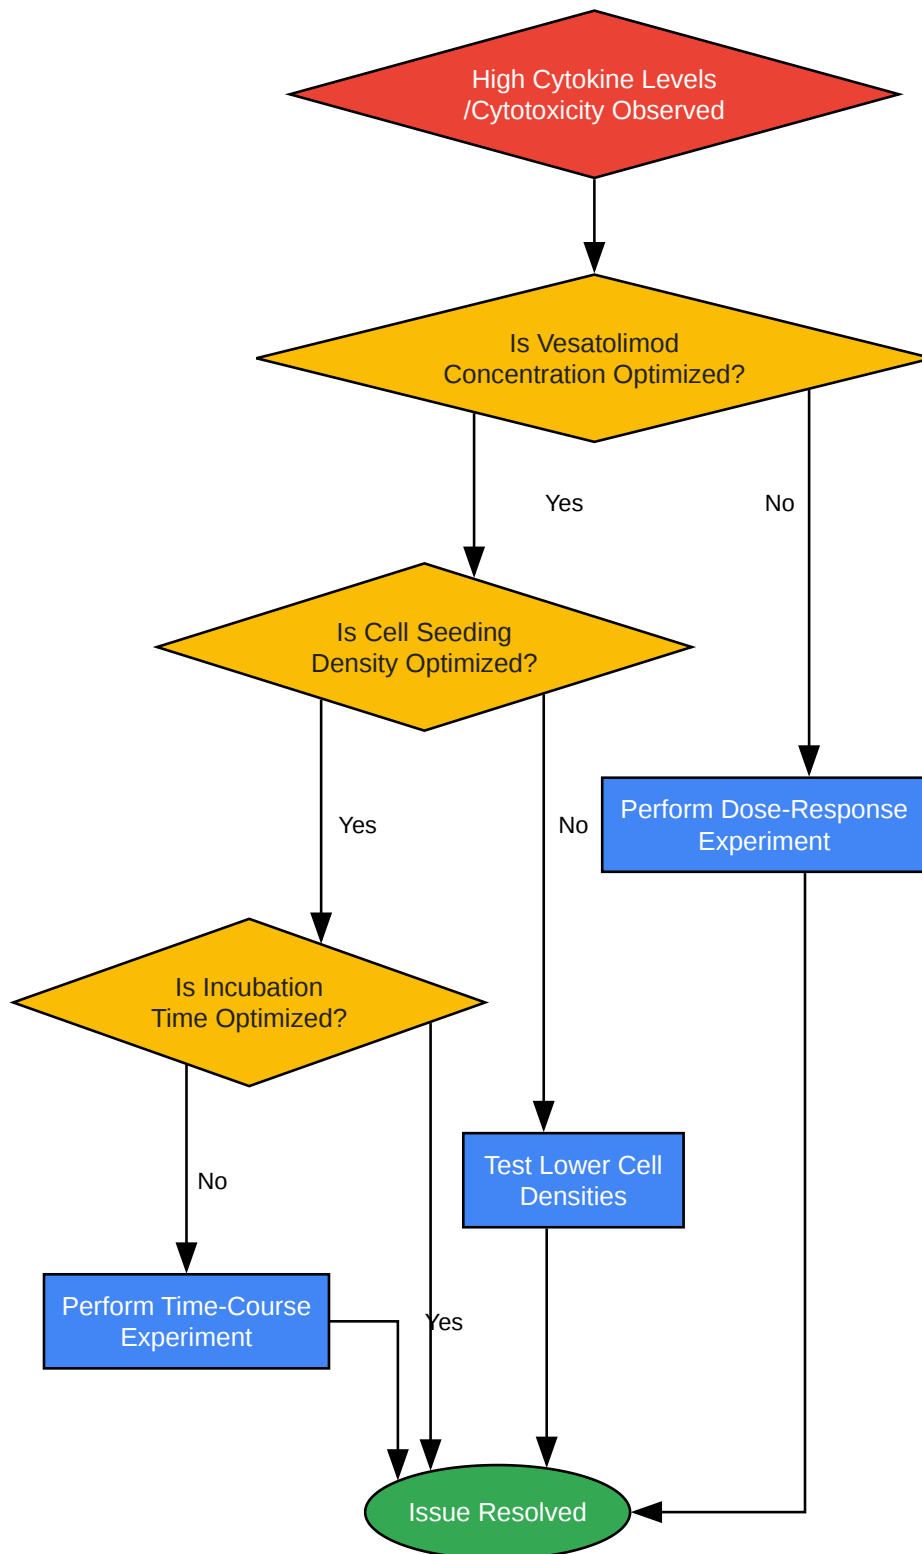 High Cytokine Levels
/Cytotoxicity Observed
Is Vesatolimod
Concentration Optimized?
Yes
No
Is Cell Seeding
Density Optimized?
Perform Dose-Response
Experiment
Yes
No
Is Incubation
Time Optimized?
Test Lower Cell
Densities
No
Perform Time-Course
Experiment
Yes
Issue Resolved